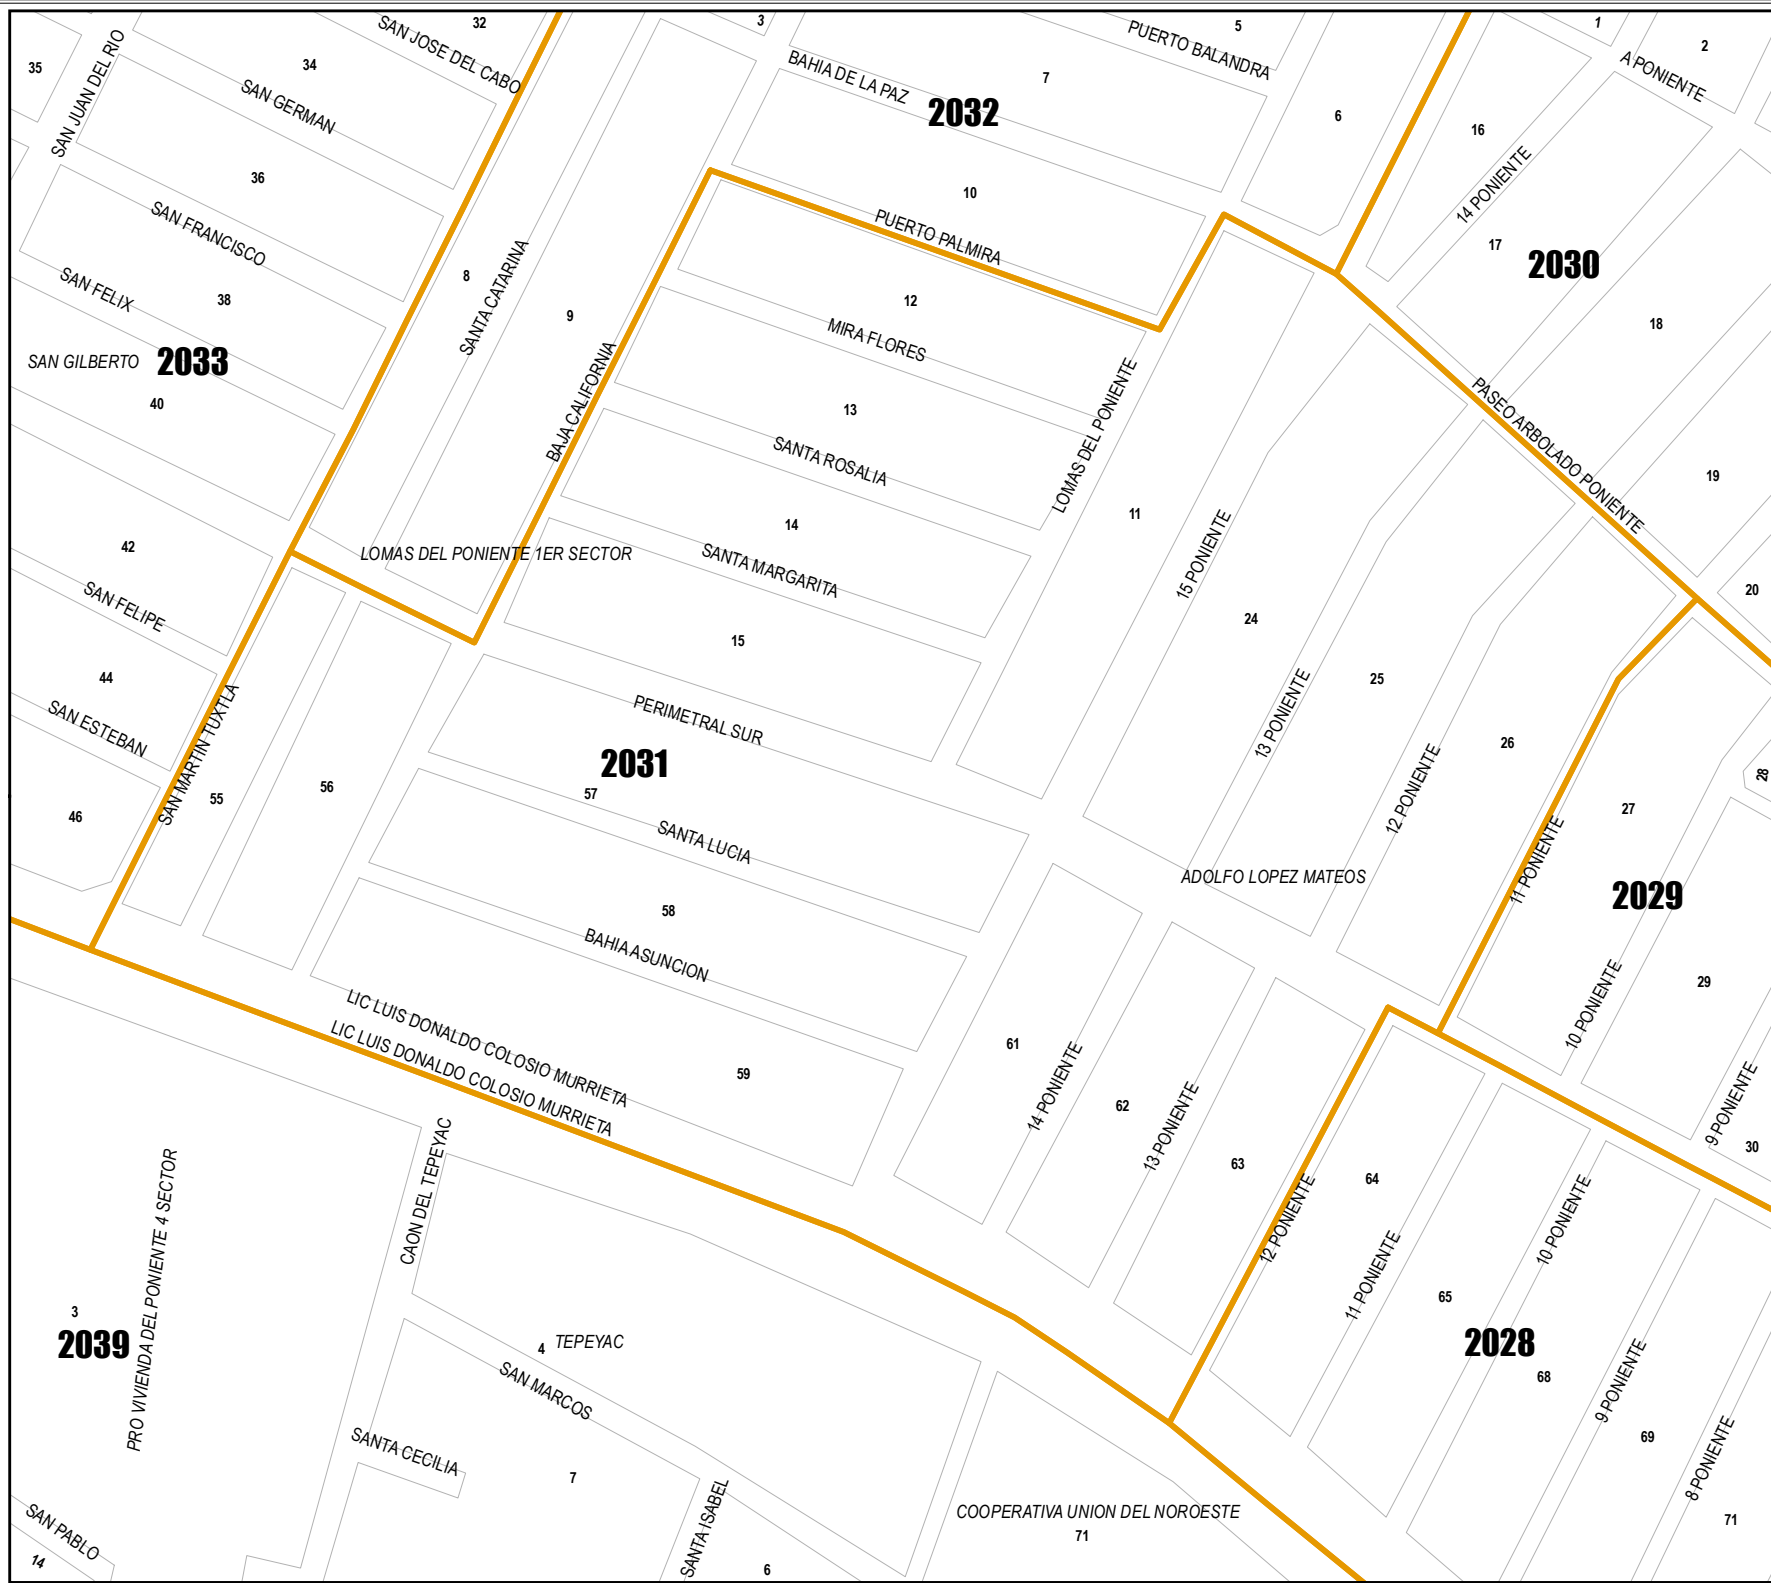 32
3
5
1
2
SAN JOSE DEL CABO
PUERTO BALANDRA
A PONIENTE
35
SAN JUAN DEL RIO
34
BAHIA DE LA PAZ
7
SAN GERMAN
2032
6
16
36
10
14 PONIENTE
SAN FRANCISCO
PUERTO PALMIRA
17
2030
SAN FELIX
38
8
SANTA CATARINA
9
12
18
MIRA FLORES
SAN GILBERTO
2033
40
BAJA CALIFORNIA
13
SANTA ROSALIA
LOMAS DEL PONIENTE
PASEO ARBOLADO PONIENTE
19
14
11
42
LOMAS DEL PONIENTE 1ER SECTOR
SANTA MARGARITA
15 PONIENTE
20
SAN FELIPE
24
15
44
25
SAN ESTEBAN
SAN MARTIN TUXTLA
PERIMETRAL SUR
13 PONIENTE
26
2031
28
46
55
56
57
12 PONIENTE
27
SANTA LUCIA
11 PONIENTE
ADOLFO LOPEZ MATEOS
2029
58
BAHIA ASUNCION
29
10 PONIENTE
LIC LUIS DONALDO COLOSIO MURRIETA
LIC LUIS DONALDO COLOSIO MURRIETA
59
61
14 PONIENTE
62
13 PONIENTE
9 PONIENTE
30
CAON DEL TEPEYAC
63
64
12 PONIENTE
10 PONIENTE
11 PONIENTE
PRO VIVIENDA DEL PONIENTE 4 SECTOR
3
2039
65
2028
4
TEPEYAC
SAN MARCOS
68
9 PONIENTE
SANTA CECILIA
69
8 PONIENTE
7
SANTA ISABEL
COOPERATIVA UNION DEL NOROESTE
71
71
SAN PABLO
14
6